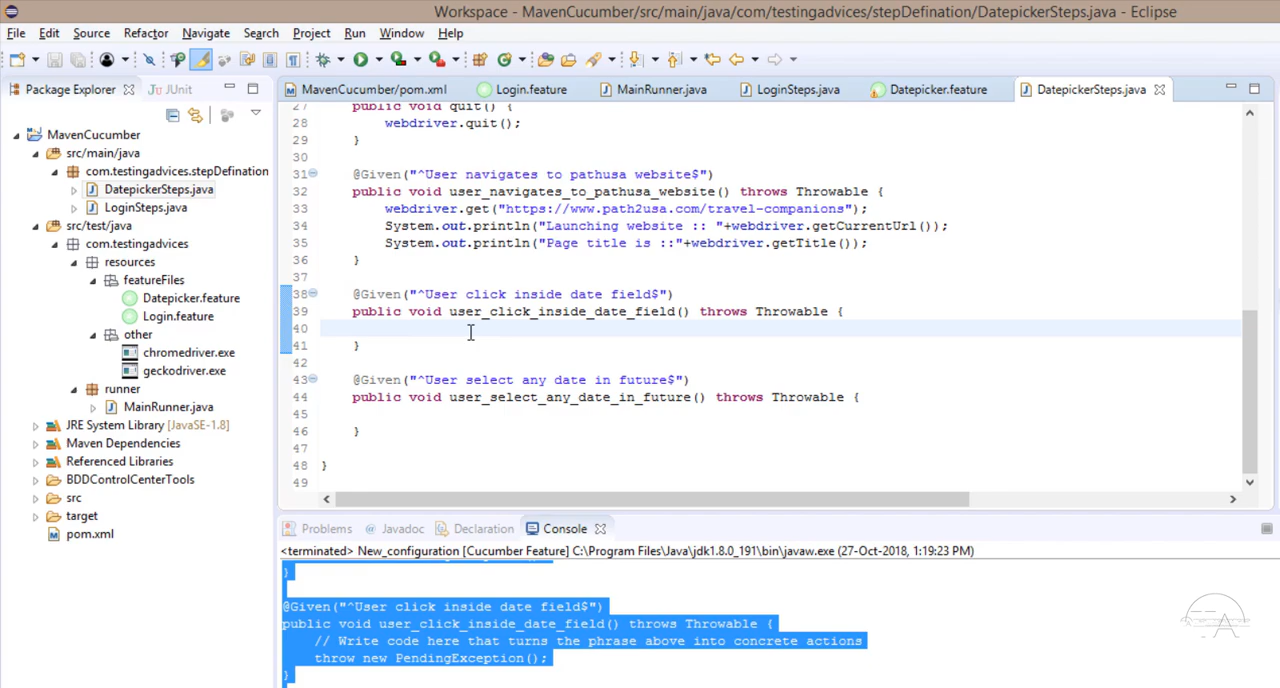 Workspace - MavenCucumber/src/main/java/com/testingadvices/stepDefination/DatepickerSteps.java - Eclipse
File Edit Source Refactor Navigate Search Project Run Window Help
Package Explorer JUnit
MavenCucumber/pom.xml Login.feature MainRunner.java LoginSteps.java Datepicker.feature DatepickerSteps.java
MavenCucumber
src/main/java
com.testingadvices.stepDefination
DatepickerSteps.java
LoginSteps.java
src/test/java
com.testingadvices
resources
featureFiles
Datepicker.feature
Login.feature
other
chromedriver.exe
geckodriver.exe
runner
MainRunner.java
JRE System Library [JavaSE-1.8]
Maven Dependencies
Referenced Libraries
BDDControlCenterTools
src
target
pom.xml
27 public void quit() {
28 webdriver.quit();
29 }
30
31 @Given("^User navigates to pathusa website$")
32 public void user_navigates_to_pathusa_website() throws Throwable {
33 webdriver.get("https://www.path2usa.com/travel-companions");
34 System.out.println("Launching website :: "+webdriver.getCurrentUrl());
35 System.out.println("Page title is ::"+webdriver.getTitle());
36 }
37
38 @Given("^User click inside date field$")
39 public void user_click_inside_date_field() throws Throwable {
40
41 }
42
43 @Given("^User select any date in future$")
44 public void user_select_any_date_in_future() throws Throwable {
45
46 }
47
48 }
49
Problems Javadoc Declaration Console
<terminated> New_configuration [Cucumber Feature] C:\Program Files\Java\jdk1.8.0_191\bin\javaw.exe (27-Oct-2018, 1:19:23 PM)
}
@Given("^User click inside date field$")
public void user_click_inside_date_field() throws Throwable {
// Write code here that turns the phrase above into concrete actions
throw new PendingException();
}